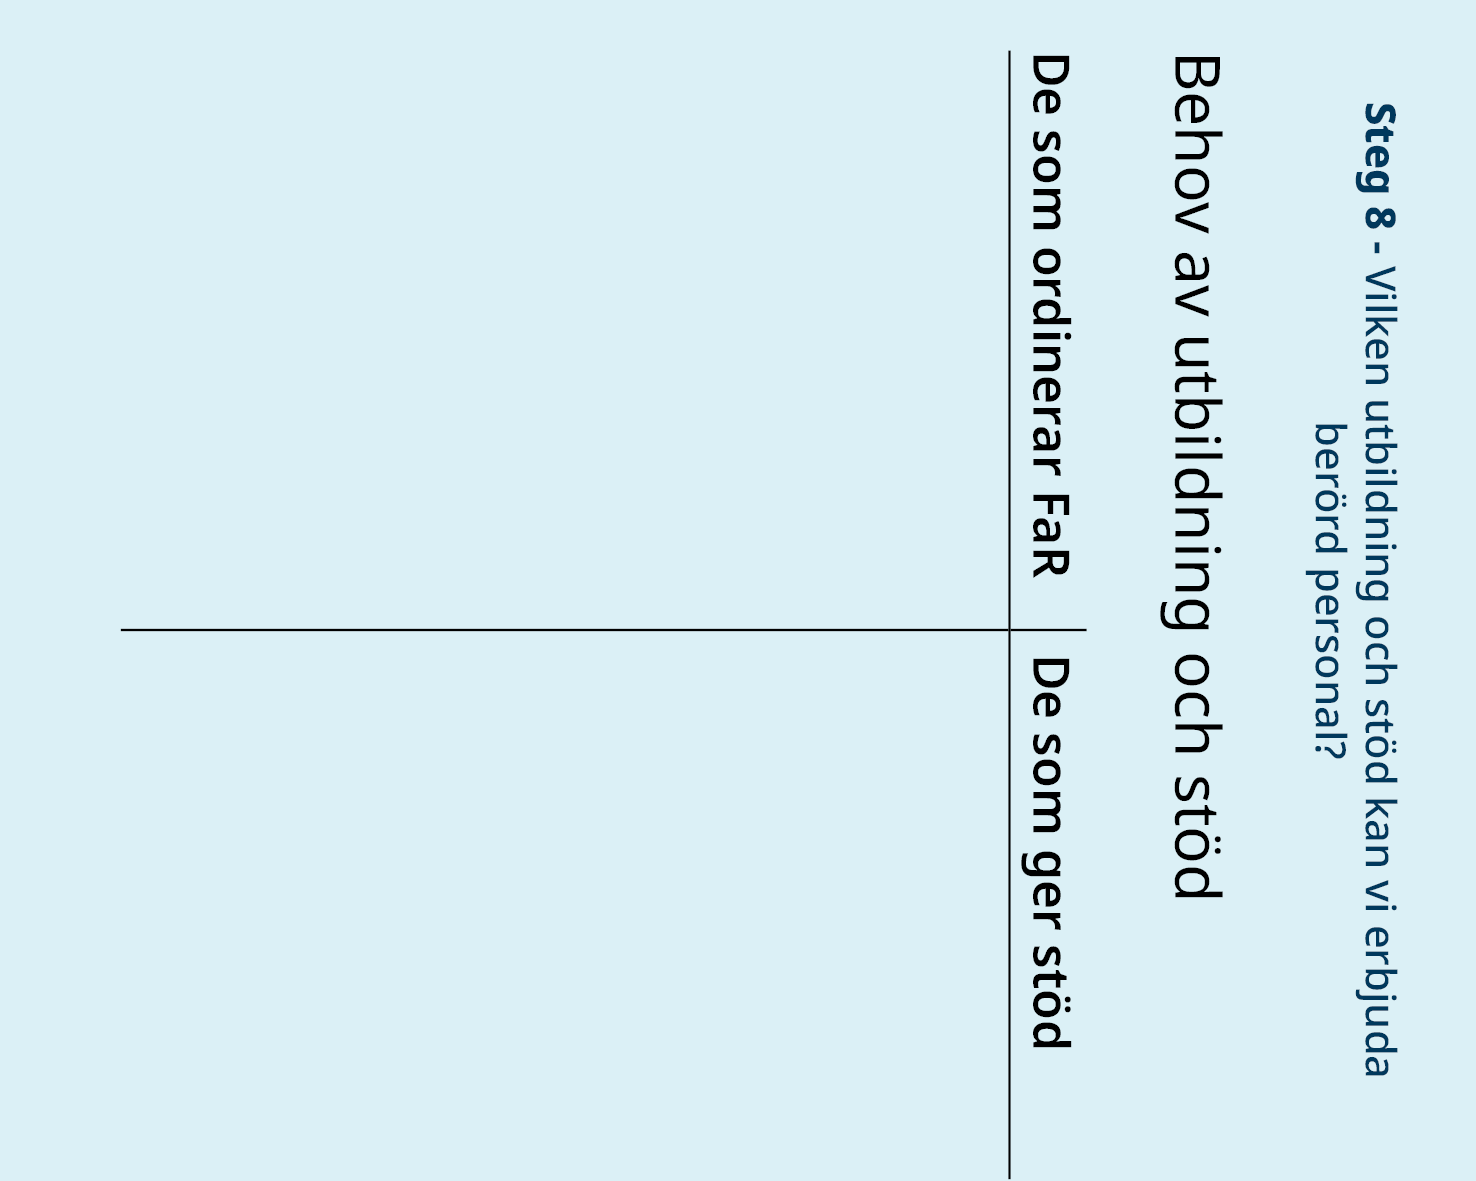 Steg 8 - Vilken utbildning och stöd kan vi erbjuda
berörd personal?
Behov av utbildning och stöd
De som ordinerar FaR
De som ger stöd